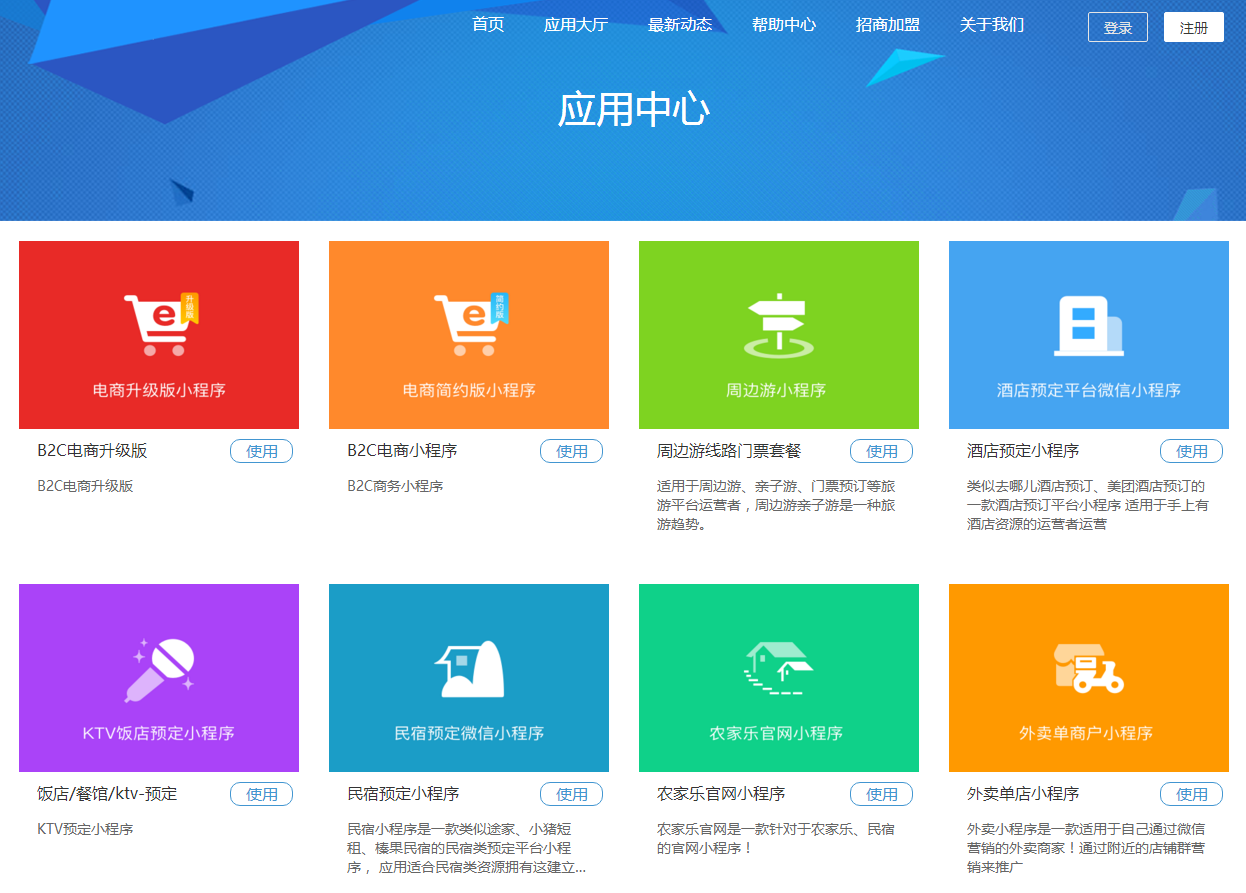 首页 应用大厅 最新动态 帮助中心 招商加盟 关于我们 登录 注册
应用中心
升级版
电商升级版小程序
简约版
电商简约版小程序
周边游小程序
酒店预定平台微信小程序
B2C电商升级版 使用
B2C电商升级版
B2C电商小程序 使用
B2C商务小程序
周边游线路门票套餐 使用
适用于周边游、亲子游、门票预订等旅
游平台运营者，周边游亲子游是一种旅
游趋势。
酒店预定小程序 使用
类似去哪儿酒店预订、美团酒店预订的
一款酒店预订平台小程序 适用于手上有
酒店资源的运营者运营
KTV饭店预定小程序
民宿预定微信小程序
农家乐官网小程序
外卖单商户小程序
饭店/餐馆/ktv-预定 使用
KTV预定小程序
民宿预定小程序 使用
民宿小程序是一款类似途家、小猪短
租、榛果民宿的民宿类预定平台小程
序 ，应用适合民宿类资源拥有这建立...
农家乐官网小程序 使用
农家乐官网是一款针对于农家乐、民宿
的官网小程序！
外卖单店小程序 使用
外卖小程序是一款适用于自己通过微信
营销的外卖商家！通过附近的店铺群营
销来推广